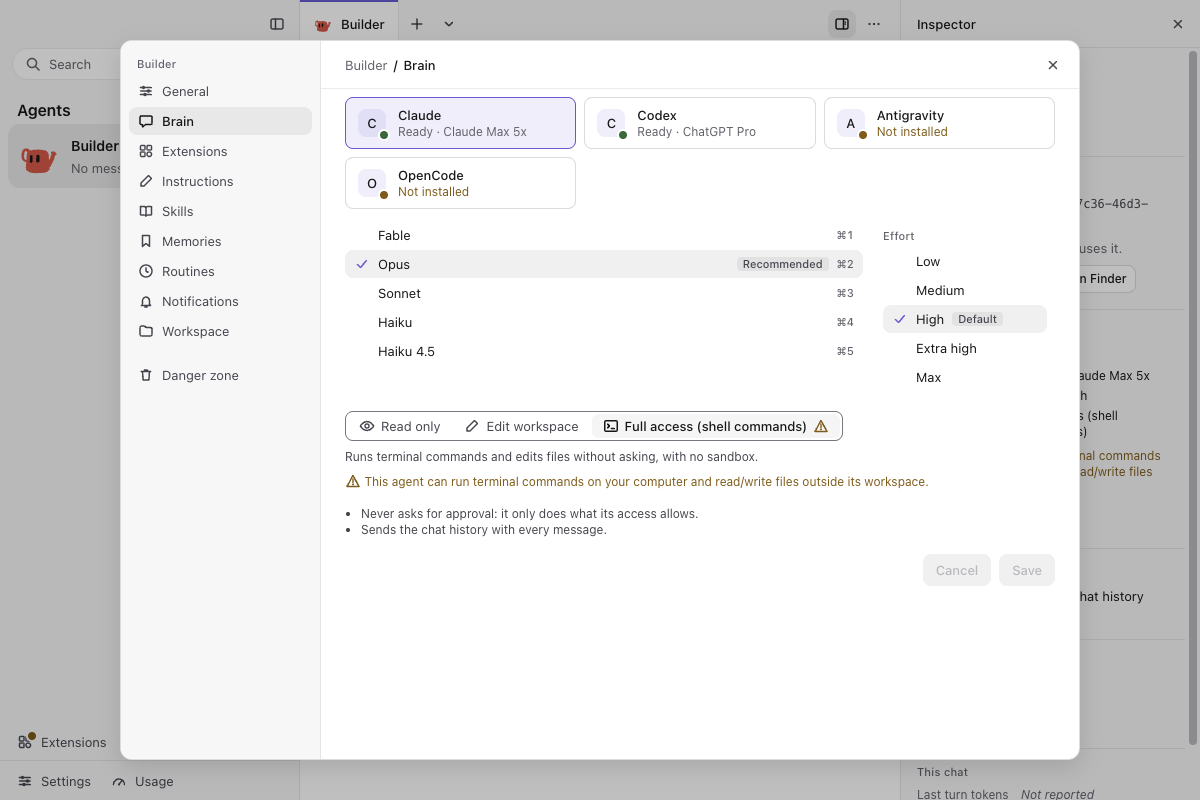 Builder
Inspector
Search
Agents
Builder
No mess
Builder
General
Brain
Extensions
Instructions
Skills
Memories
Routines
Notifications
Workspace
Danger zone
Builder / Brain
C
Claude
Ready · Claude Max 5x
C
Codex
Ready · ChatGPT Pro
A
Antigravity
Not installed
O
OpenCode
Not installed
Fable ⌘1
Opus Recommended ⌘2
Sonnet ⌘3
Haiku ⌘4
Haiku 4.5 ⌘5
Effort
Low
Medium
High Default
Extra high
Max
Read only
Edit workspace
Full access (shell commands)
Runs terminal commands and edits files without asking, with no sandbox.
This agent can run terminal commands on your computer and read/write files outside its workspace.
• Never asks for approval: it only does what its access allows.
• Sends the chat history with every message.
Cancel
Save
7c36-46d3-
uses it.
n Finder
aude Max 5x
h
s (shell
s)
nal commands
ad/write files
hat history
This chat
Last turn tokens Not reported
Extensions
Settings
Usage